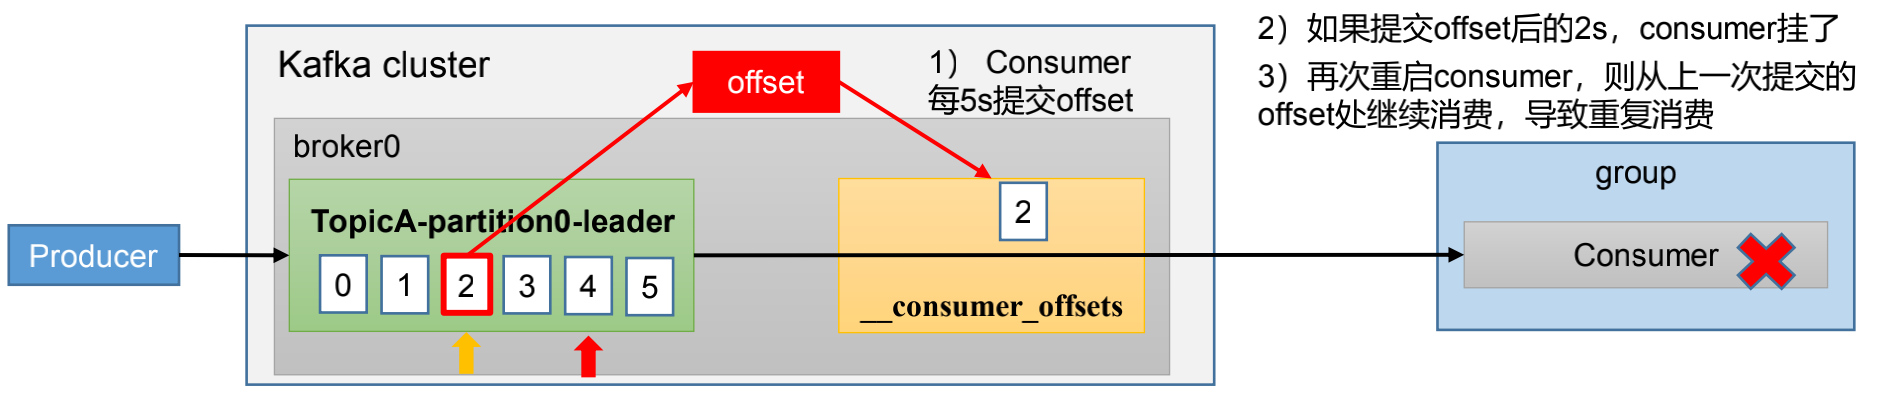 2）如果提交offset后的2s，consumer挂了
3）再次重启consumer，则从上一次提交的
offset处继续消费，导致重复消费
Kafka cluster
offset
1） Consumer
每5s提交offset
broker0
TopicA-partition0-leader
0 1 2 3 4 5
2
__consumer_offsets
Producer
group
Consumer